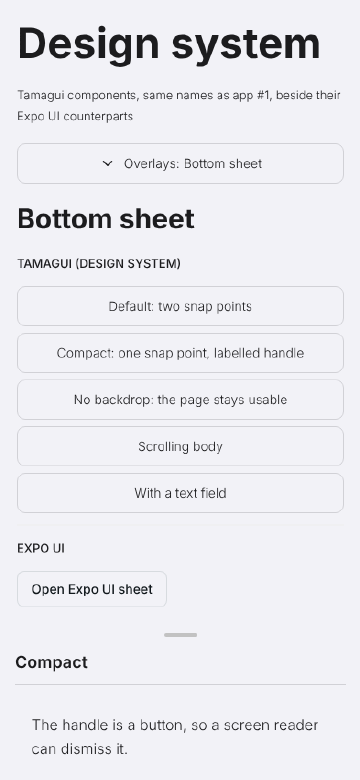 Design system
Tamagui components, same names as app #1, beside their
Expo UI counterparts
Overlays: Bottom sheet
Bottom sheet
TAMAGUI (DESIGN SYSTEM)
Default: two snap points
Compact: one snap point, labelled handle
No backdrop: the page stays usable
Scrolling body
With a text field
EXPO UI
Open Expo UI sheet
Compact
The handle is a button, so a screen reader
can dismiss it.